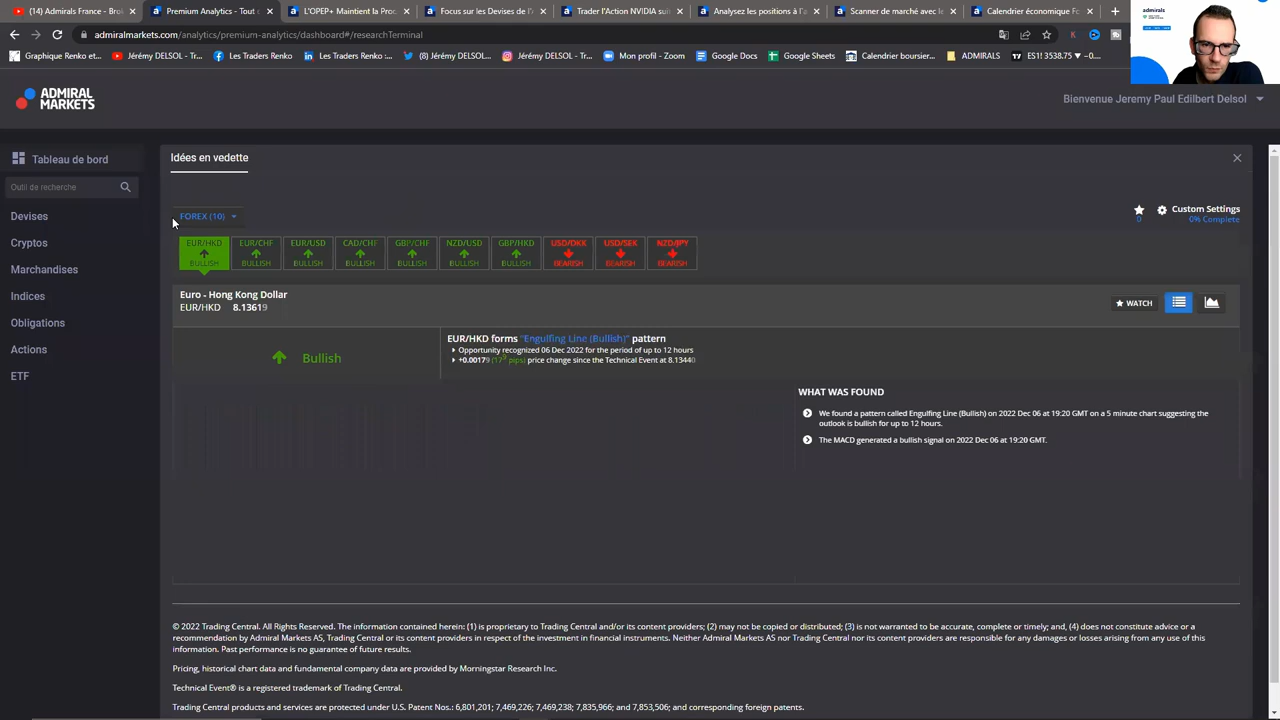 Admirals France - Brok
Premium Analytics - Tout
L'OPEP+ Maintient la Proc
Focus sur les Devises de l'
Trader l'Action NVIDIA sui
Analysez les positions à l'a
Scanner de marché avec le
Calendrier économique Fo
admirals
admiralmarkets.com/analytics/premium-analytics/dashboard#/researchTerminal
Graphique Renko et...
Jérémy DELSOL - Tr...
Les Traders Renko
Les Traders Renko :...
(8) Jérémy DELSOL...
Jérémy DELSOL - Tr...
Mon profil - Zoom
Google Docs
Google Sheets
Calendrier boursier...
ADMIRALS
ES1! 3538.75 ▼ −0....
ADMIRAL
MARKETS
Bienvenue Jeremy Paul Edilbert Delsol
Tableau de bord
Outil de recherche
Devises
Cryptos
Marchandises
Indices
Obligations
Actions
ETF
Idées en vedette
FOREX (10)
0
Custom Settings
0% Complete
EUR/HKD BULLISH
EUR/CHF BULLISH
EUR/USD BULLISH
CAD/CHF BULLISH
GBP/CHF BULLISH
NZD/USD BULLISH
GBP/HKD BULLISH
USD/DKK BEARISH
USD/SEK BEARISH
NZD/JPY BEARISH
Euro - Hong Kong Dollar
EUR/HKD 8.13619
WATCH
Bullish
EUR/HKD forms "Engulfing Line (Bullish)" pattern
Opportunity recognized 06 Dec 2022 for the period of up to 12 hours
+0.00179 (17.9 pips) price change since the Technical Event at 8.13440
WHAT WAS FOUND
We found a pattern called Engulfing Line (Bullish) on 2022 Dec 06 at 19:20 GMT on a 5 minute chart suggesting the
outlook is bullish for up to 12 hours.
The MACD generated a bullish signal on 2022 Dec 06 at 19:20 GMT.
© 2022 Trading Central. All Rights Reserved. The information contained herein: (1) is proprietary to Trading Central and/or its content providers; (2) may not be copied or distributed; (3) is not warranted to be accurate, complete or timely; and, (4) does not constitute advice or a
recommendation by Admiral Markets AS, Trading Central or its content providers in respect of the investment in financial instruments. Neither Admiral Markets AS nor Trading Central nor its content providers are responsible for any damages or losses arising from any use of this
information. Past performance is no guarantee of future results.
Pricing, historical chart data and fundamental company data are provided by Morningstar Research Inc.
Technical Event® is a registered trademark of Trading Central.
Trading Central products and services are protected under U.S. Patent Nos.: 6,801,201; 7,469,226; 7,469,238; 7,835,966; and 7,853,506; and corresponding foreign patents.